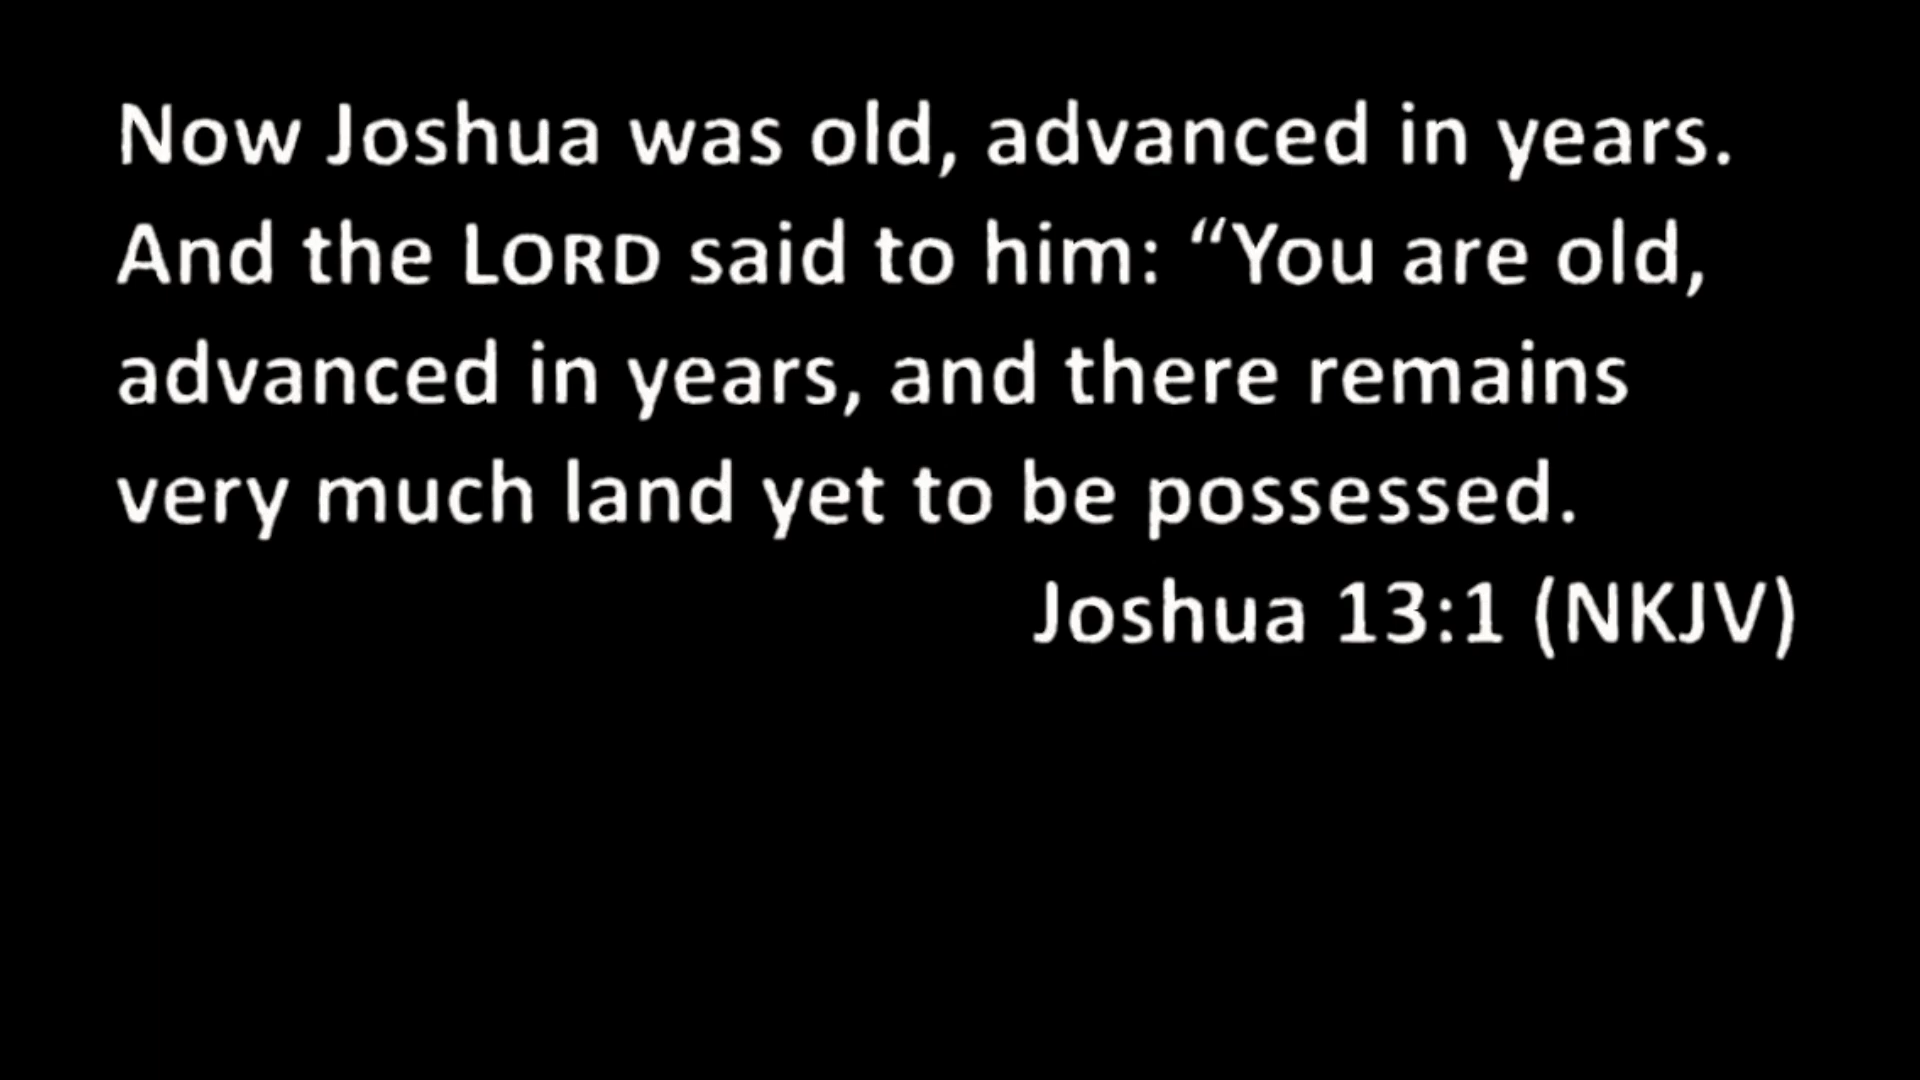 Now Joshua was old, advanced in years.
And the LORD said to him: “You are old,
advanced in years, and there remains
very much land yet to be possessed.
Joshua 13:1 (NKJV)